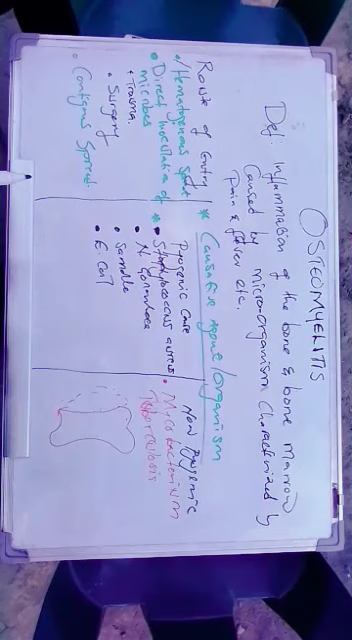 OSTEOMYELITIS
Def: Inflammation of the bone & bone marrow
Caused by micro-organism characterized by
Pain & fever etc.
* Causative Agent/Organism
Route of Entry
Hematogenous Spread
Direct Inoculation of
microbes
• Trauma.
• Surgery
Contigous Spread.
Pyogenic Cause
• Staphylococcus aureus
• N. Gonorrhoea
• Samonella
• E. Coli
Non Pyogenic
• Mycobacterium
Tuberculosis